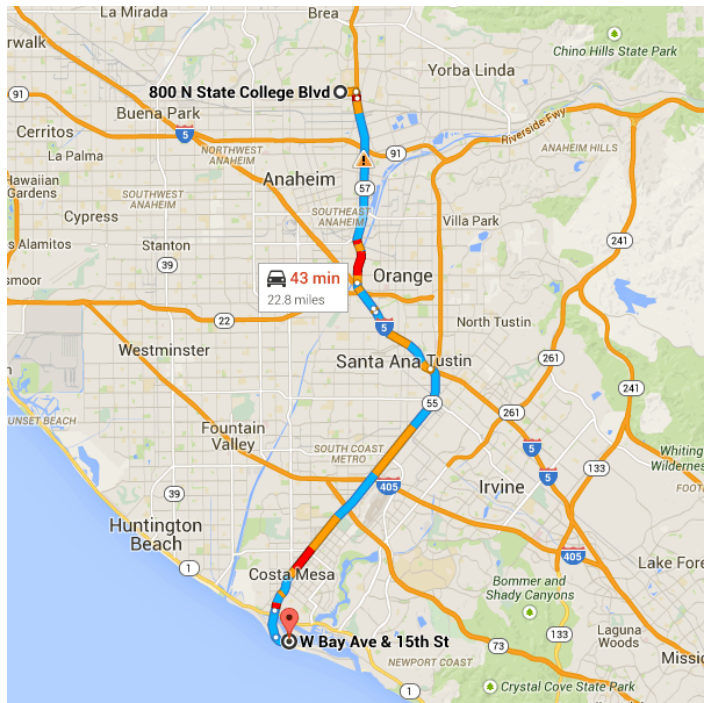 La Mirada
Brea
Chino Hills State Park
rwalk
Yorba Linda
800 N State College Blvd
91
Buena Park
Riverside Fwy
Cerritos
5
La Palma
NORTHWEST
ANAHEIM
91
ANAHEIM HILLS
Hawaiian
Gardens
Anaheim
57
SOUTHWEST
ANAHEIM
Cypress
SOUTHEAST
ANAHEIM
Villa Park
s Alamitos
Stanton
241
39
smoor
43 min
22.8 miles
Orange
22
5
North Tustin
Westminster
Santa Ana
Tustin
261
241
55
SUNSET BEACH
Fountain
Valley
261
SOUTH COAST
METRO
5
Whiting
Wilderness
133
5
405
Irvine
FOOT
39
Huntington
Beach
405
1
Costa Mesa
Lake Fore
Bommer and
Shady Canyons
W Bay Ave & 15th St
133
Laguna
Woods
73
NEWPORT COAST
Missio
1
Crystal Cove State Park